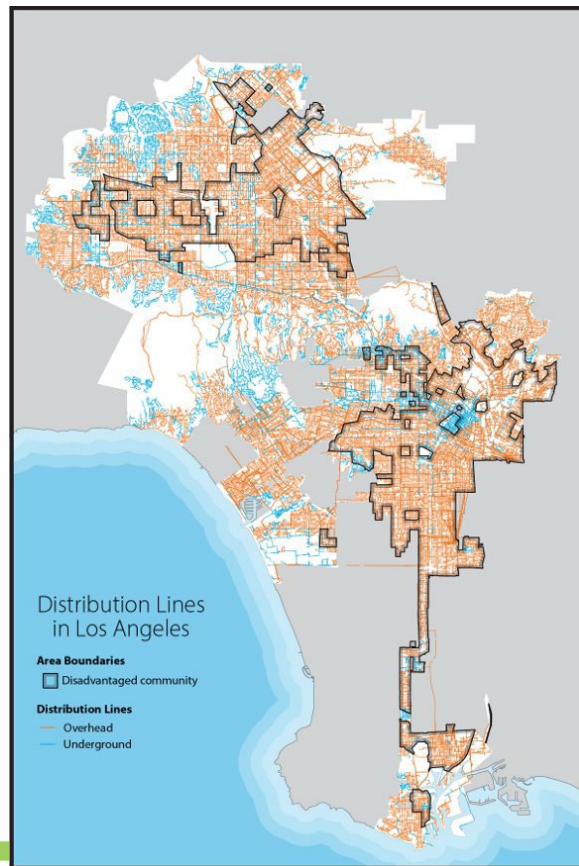 Distribution Lines
in Los Angeles
Area Boundaries
Disadvantaged community
Distribution Lines
Overhead
Underground